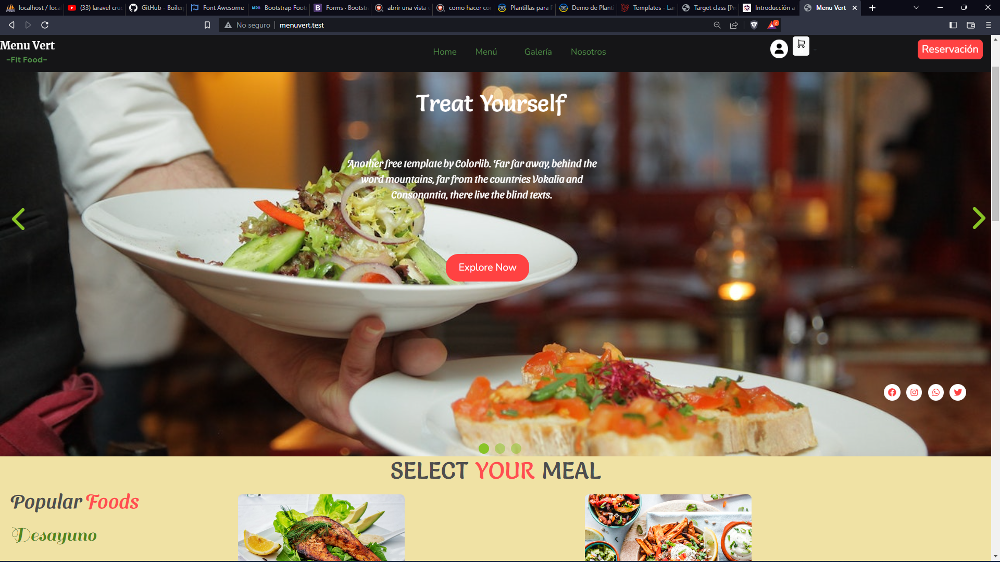 localhost / loca
(33) laravel cruc
GitHub - Boiler
Font Awesome
MDB
Bootstrap Foot
Forms · Bootstr
abrir una vista
como hacer co
Plantillas para F
Demo de Planti
Templates - La
Target class [Pr
Introducción a
Menu Vert
No seguro
menuvert.test
2
Menu Vert
-Fit Food-
Home
Menú
Galería
Nosotros
Reservación
Treat Yourself
Another free template by Colorlib. Far far away, behind the
word mountains, far from the countries Vokalia and
Consonantia, there live the blind texts.
Explore Now
SELECT YOUR MEAL
Popular Foods
Desayuno